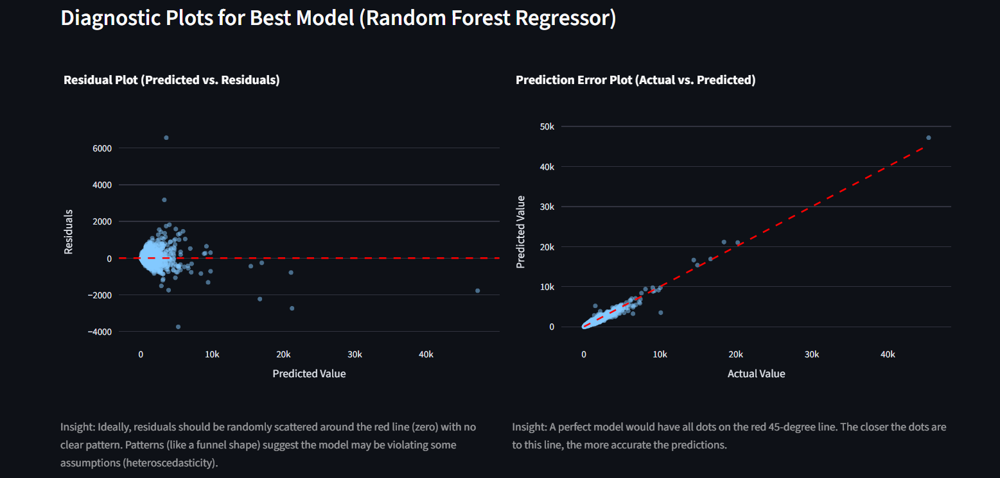 Diagnostic Plots for Best Model (Random Forest Regressor)
Residual Plot (Predicted vs. Residuals)
6000
4000
2000
0
−2000
−4000
Residuals
0
10k
20k
30k
40k
Predicted Value
Insight: Ideally, residuals should be randomly scattered around the red line (zero) with no
clear pattern. Patterns (like a funnel shape) suggest the model may be violating some
assumptions (heteroscedasticity).
Prediction Error Plot (Actual vs. Predicted)
50k
40k
30k
20k
10k
0
Predicted Value
0
10k
20k
30k
40k
Actual Value
Insight: A perfect model would have all dots on the red 45-degree line. The closer the dots are
to this line, the more accurate the predictions.